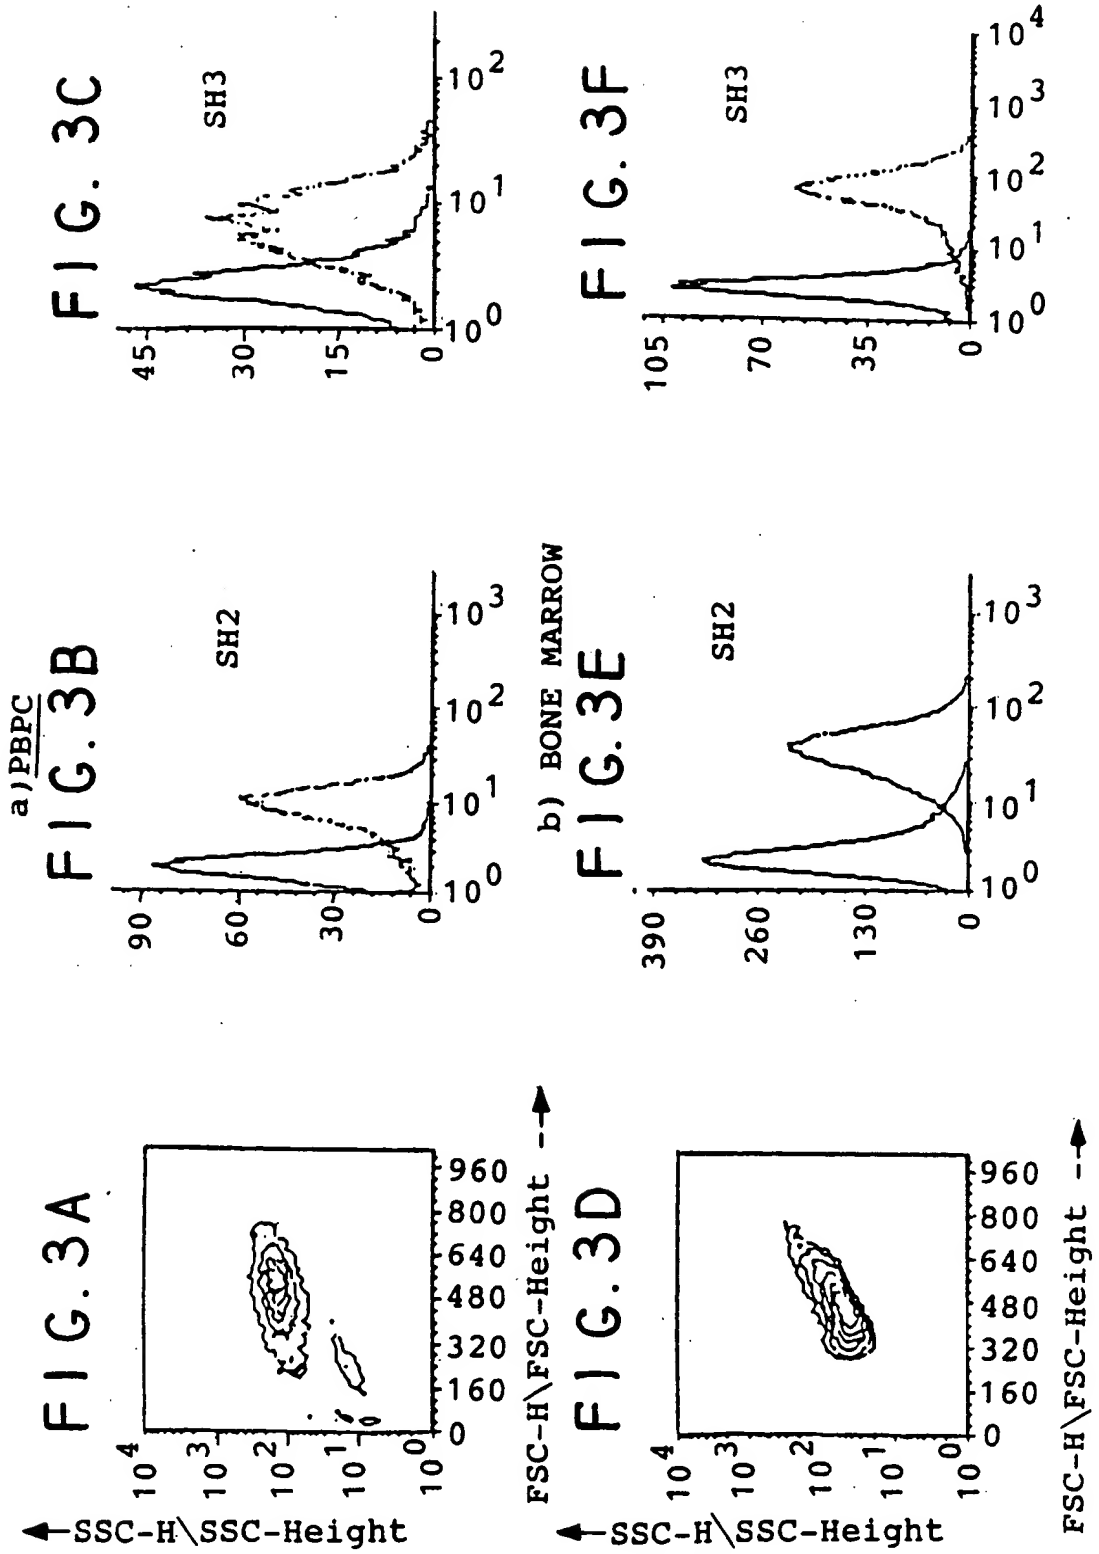 a) PBPC
FIG. 3A
10^4
10^3
10^2
10^1
10^0
0 160 320 480 640 800 960
SSC-H\SSC-Height
FSC-H\FSC-Height
FIG. 3B
SH2
90
60
30
0
10^0 10^1 10^2 10^3
FIG. 3C
SH3
45
30
15
0
10^0 10^1 10^2
b) BONE MARROW
FIG. 3D
10^4
10^3
10^2
10^1
10^0
0 160 320 480 640 800 960
SSC-H\SSC-Height
FSC-H\FSC-Height
FIG. 3E
SH2
390
260
130
0
10^0 10^1 10^2 10^3
FIG. 3F
SH3
105
70
35
0
10^0 10^1 10^2 10^3 10^4